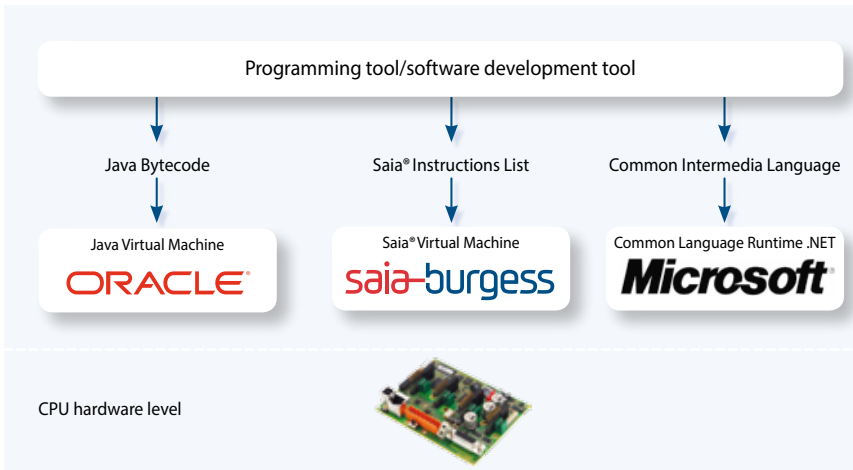 Programming tool/software development tool
Java Bytecode
Saia® Instructions List
Common Intermedia Language
Java Virtual Machine
ORACLE®
Saia® Virtual Machine
saia-burgess
Common Language Runtime .NET
Microsoft®
CPU hardware level